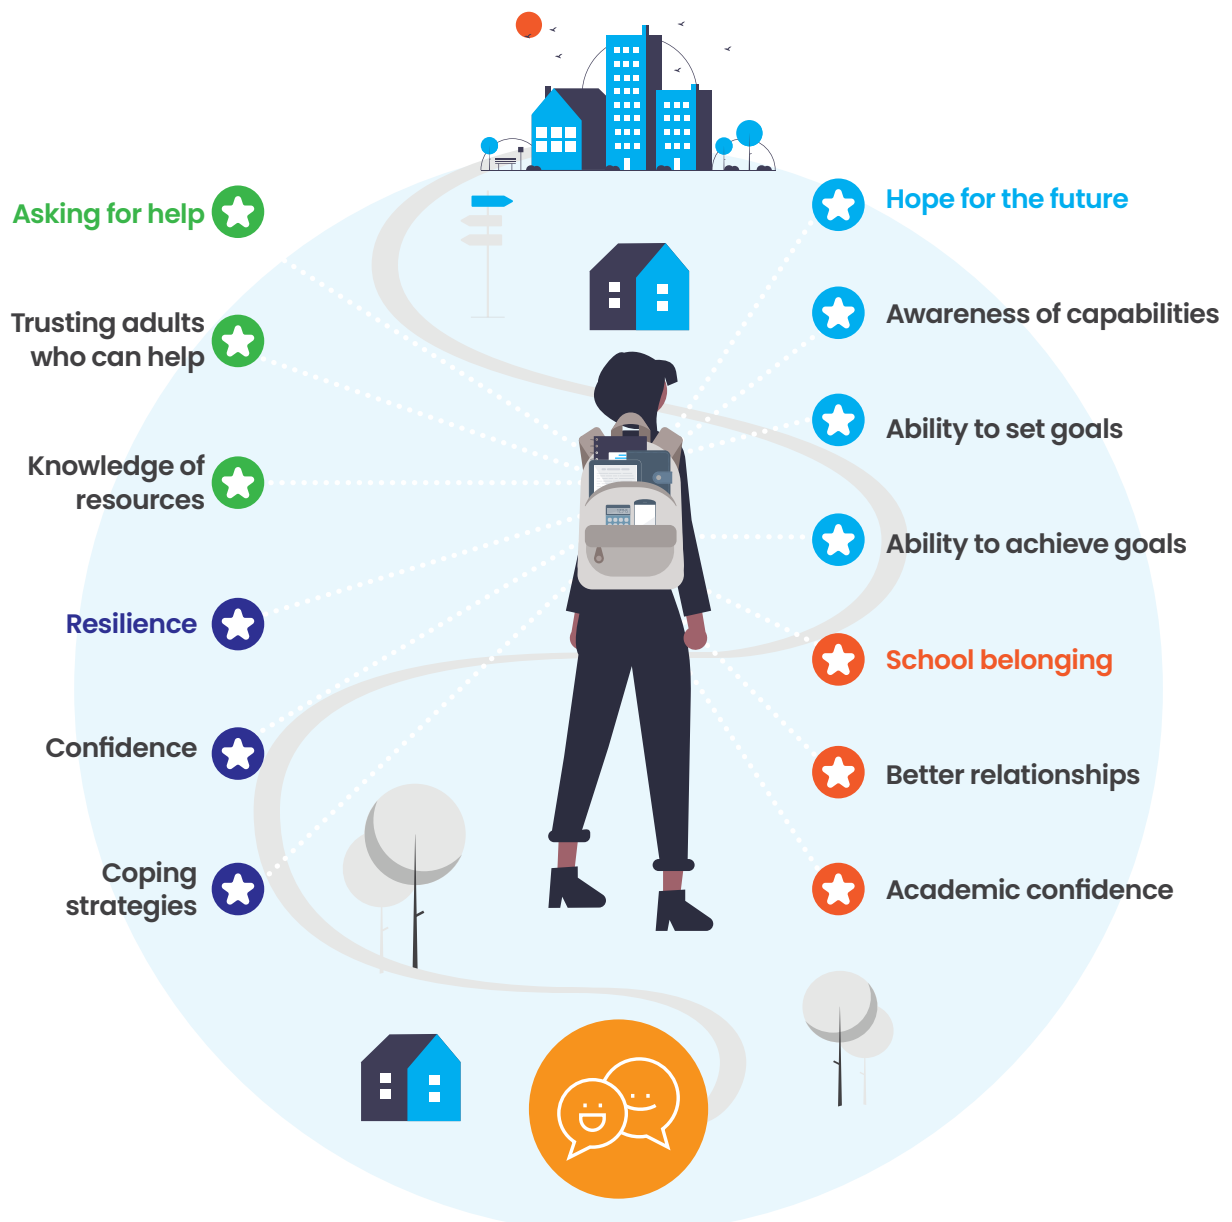 Asking for help
Trusting adults
who can help
Knowledge of
resources
Resilience
Confidence
Coping
strategies
Hope for the future
Awareness of capabilities
Ability to set goals
Ability to achieve goals
School belonging
Better relationships
Academic confidence